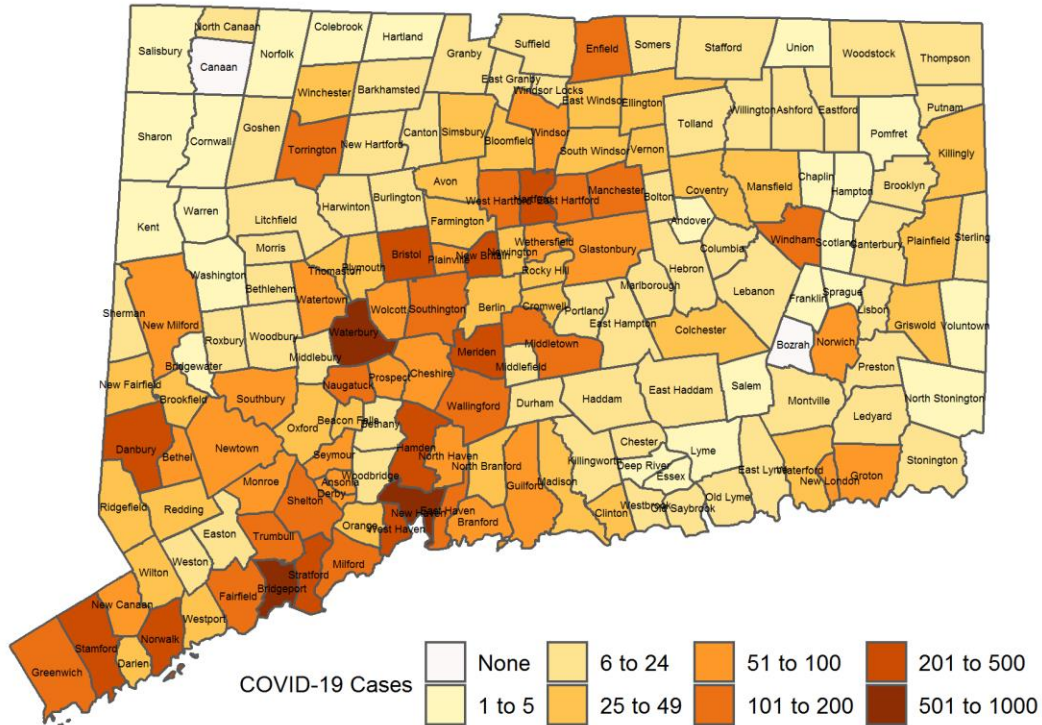 North Canaan
Colebrook
Hartland
Salisbury
Canaan
Norfolk
Granby
Suffield
Enfield
Somers
Stafford
Union
Woodstock
Thompson
Winchester
Barkhamsted
East Granby
Windsor Locks
East Windsor
Ellington
Willington
Ashford
Eastford
Putnam
Sharon
Cornwall
Goshen
Torrington
New Hartford
Canton
Simsbury
Bloomfield
Windsor
South Windsor
Vernon
Tolland
Pomfret
Killingly
Kent
Warren
Litchfield
Harwinton
Burlington
Avon
Farmington
West Hartford
Hartford
East Hartford
Manchester
Bolton
Coventry
Mansfield
Chaplin
Hampton
Brooklyn
Andover
Columbia
Windham
Scotland
Canterbury
Plainfield
Sterling
Washington
Morris
Bethlehem
Thomaston
Plymouth
Bristol
Plainville
New Britain
Newington
Wethersfield
Glastonbury
Rocky Hill
Hebron
Marlborough
Lebanon
Franklin
Sprague
Lisbon
Griswold
Voluntown
Sherman
New Milford
Roxbury
Woodbury
Watertown
Waterbury
Wolcott
Southington
Berlin
Cromwell
Portland
East Hampton
Colchester
Bozrah
Norwich
Preston
Bridgewater
Middlebury
Naugatuck
Prospect
Cheshire
Meriden
Middletown
Middlefield
New Fairfield
Brookfield
Southbury
Oxford
Beacon Falls
Bethany
Wallingford
Durham
Haddam
East Haddam
Salem
Montville
Ledyard
North Stonington
Danbury
Bethel
Newtown
Seymour
Woodbridge
Hamden
North Haven
North Branford
Guilford
Madison
Killingworth
Chester
Deep River
Essex
Lyme
East Lyme
Waterford
New London
Groton
Stonington
Ridgefield
Redding
Monroe
Shelton
Ansonia
Derby
Orange
New Haven
East Haven
West Haven
Branford
Clinton
Westbrook
Old Saybrook
Old Lyme
Easton
Trumbull
Weston
Wilton
Fairfield
Bridgeport
Stratford
Milford
New Canaan
Westport
Norwalk
Darien
Stamford
Greenwich
COVID-19 Cases
None
6 to 24
51 to 100
201 to 500
1 to 5
25 to 49
101 to 200
501 to 1000